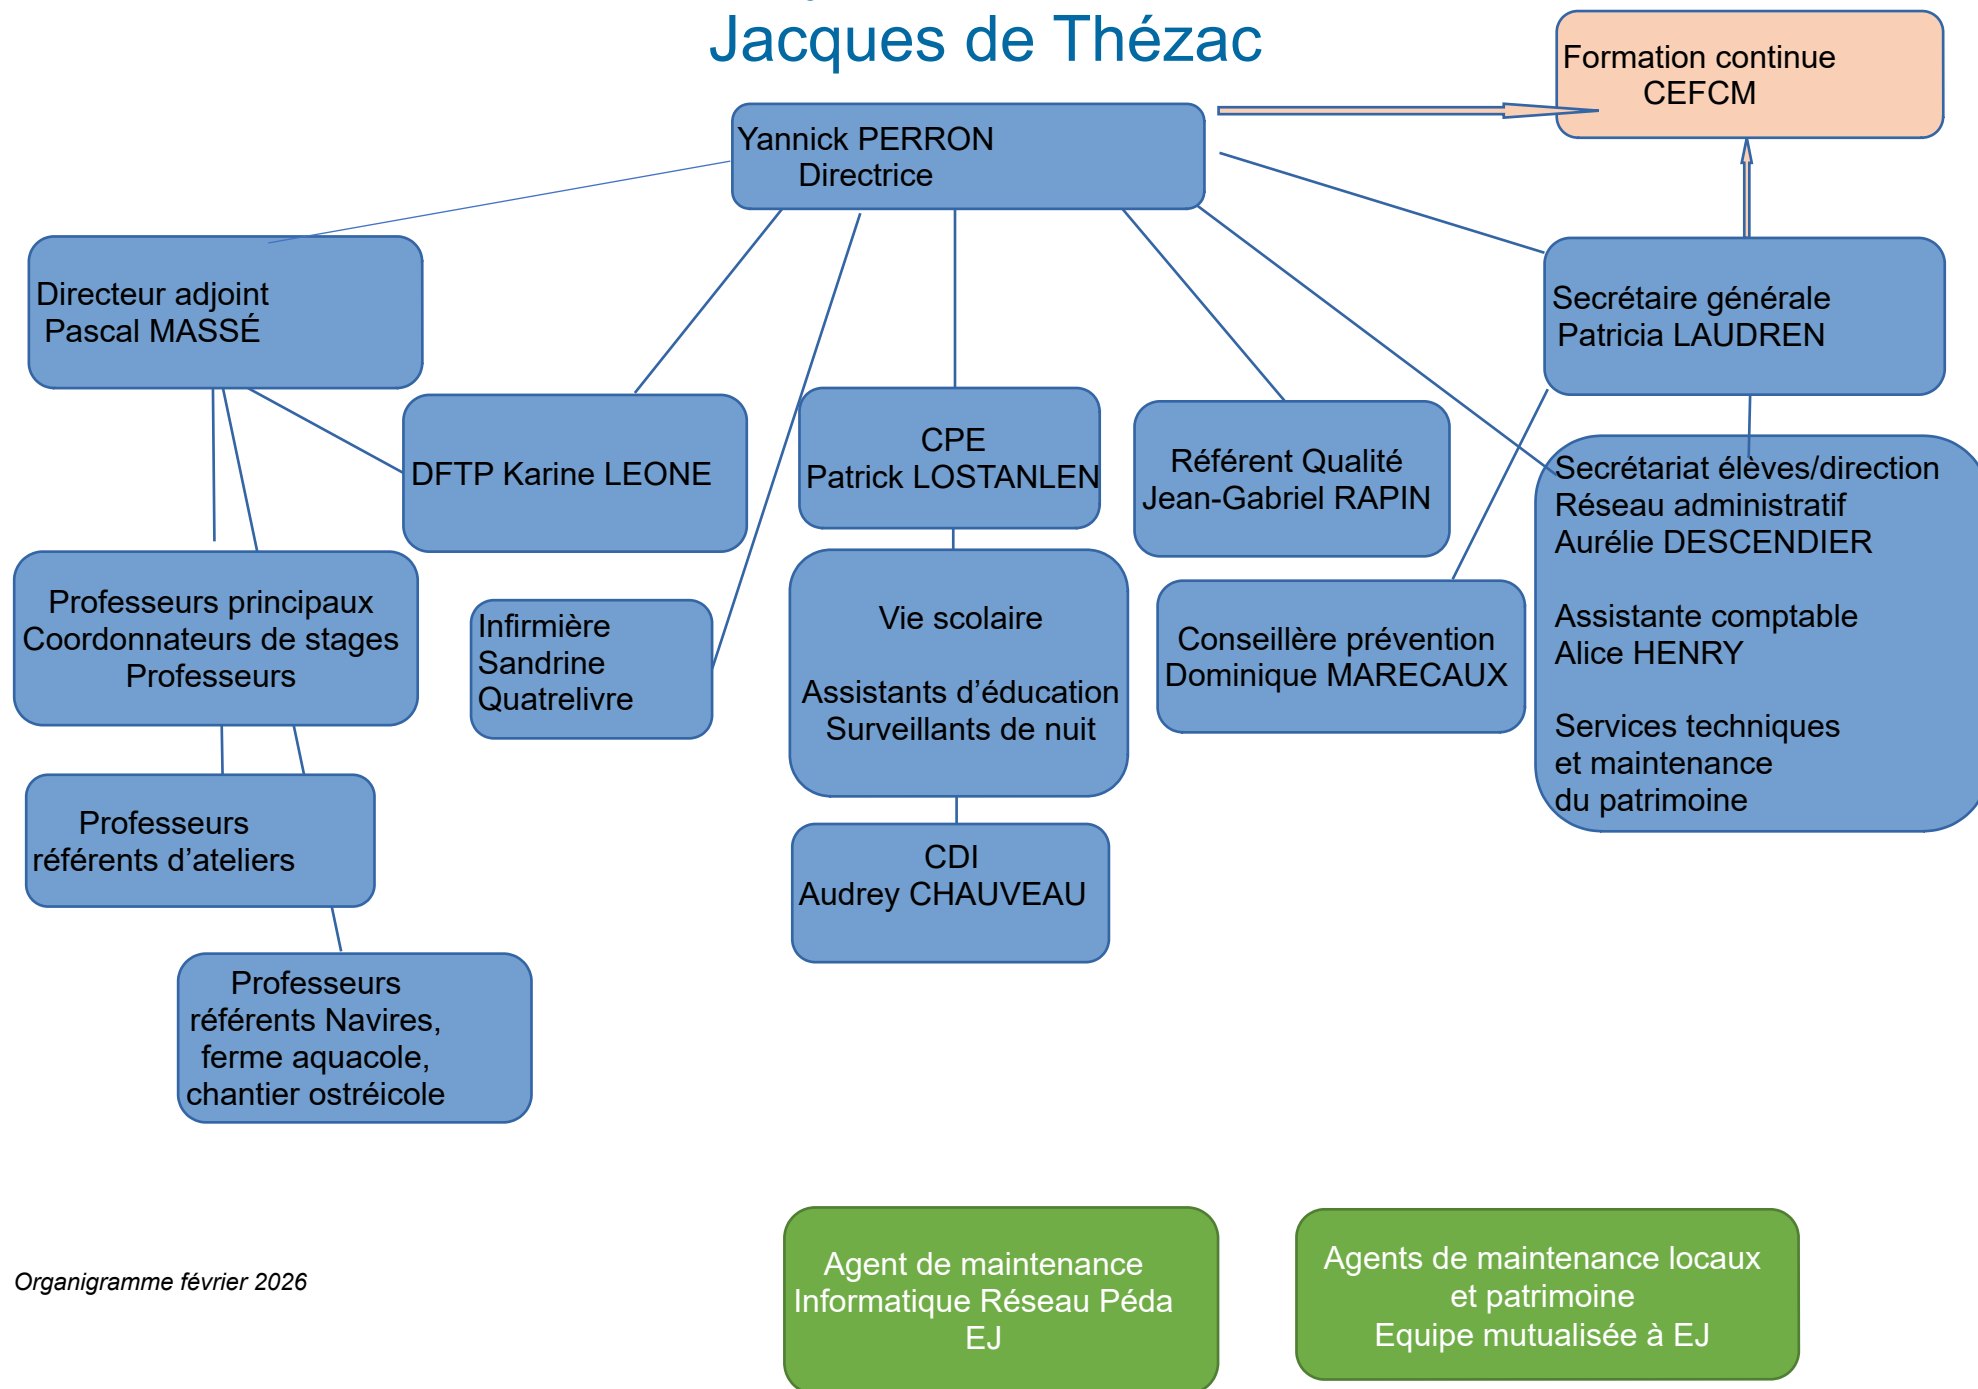 Jacques de Thézac
Formation continue
CEFCM
Yannick PERRON
Directrice
Directeur adjoint
Pascal MASSÉ
Secrétaire générale
Patricia LAUDREN
DFTP Karine LEONE
CPE
Patrick LOSTANLEN
Référent Qualité
Jean-Gabriel RAPIN
Secrétariat élèves/direction
Réseau administratif
Aurélie DESCENDIER
Assistante comptable
Alice HENRY
Services techniques
et maintenance
du patrimoine
Professeurs principaux
Coordonnateurs de stages
Professeurs
Infirmière
Sandrine
Quatrelivre
Vie scolaire
Assistants d’éducation
Surveillants de nuit
Conseillère prévention
Dominique MARECAUX
Professeurs
référents d’ateliers
CDI
Audrey CHAUVEAU
Professeurs
référents Navires,
ferme aquacole,
chantier ostréicole
Organigramme février 2026
Agent de maintenance
Informatique Réseau Péda
EJ
Agents de maintenance locaux
et patrimoine
Equipe mutualisée à EJ